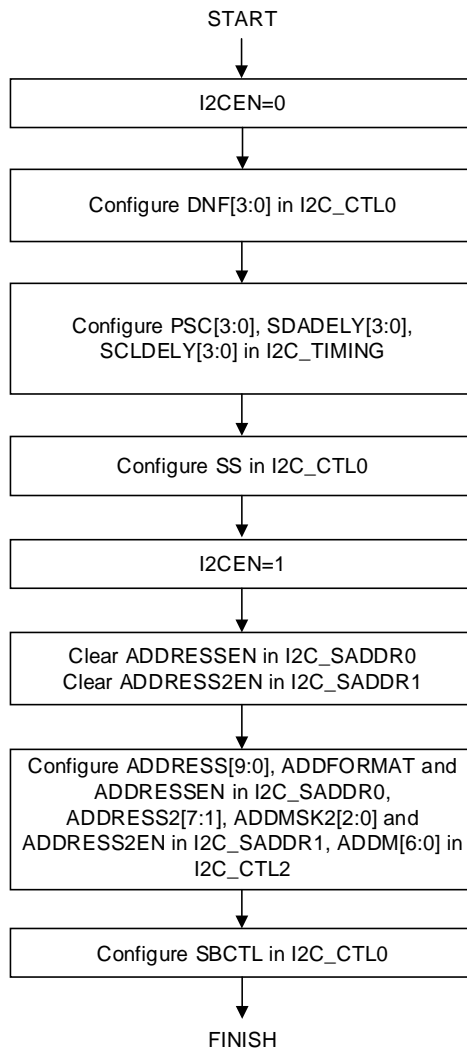 START
I2CEN=0
Configure DNF[3:0] in I2C_CTL0
Configure PSC[3:0], SDADELY[3:0],
SCLDELY[3:0] in I2C_TIMING
Configure SS in I2C_CTL0
I2CEN=1
Clear ADDRESSEN in I2C_SADDR0
Clear ADDRESS2EN in I2C_SADDR1
Configure ADDRESS[9:0], ADDFORMAT and
ADDRESSEN in I2C_SADDR0,
ADDRESS2[7:1], ADDMSK2[2:0] and
ADDRESS2EN in I2C_SADDR1, ADDM[6:0] in
I2C_CTL2
Configure SBCTL in I2C_CTL0
FINISH